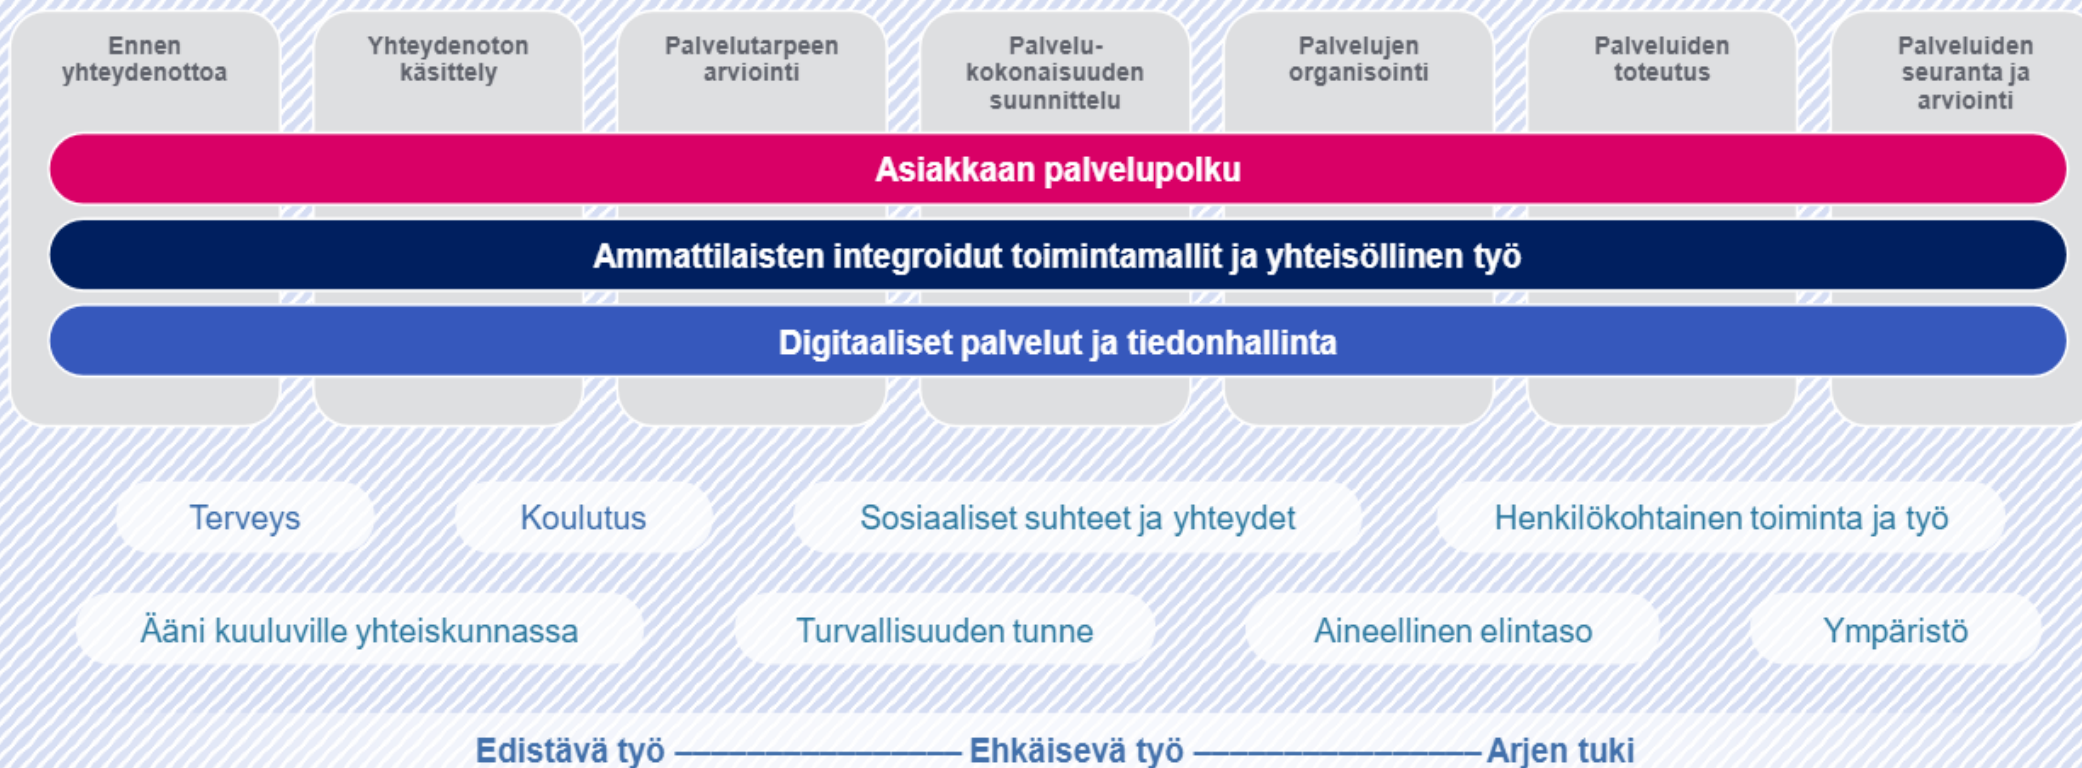 Ennen
yhteydenottoa
Yhteydenoton
käsittely
Palvelutarpeen
arviointi
Palvelu-
kokonaisuuden
suunnittelu
Palvelujen
organisointi
Palveluiden
toteutus
Palveluiden
seuranta ja
arviointi
Asiakkaan palvelupolku
Ammattilaisten integroidut toimintamallit ja yhteisöllinen työ
Digitaaliset palvelut ja tiedonhallinta
Terveys
Koulutus
Sosiaaliset suhteet ja yhteydet
Henkilökohtainen toiminta ja työ
Ääni kuuluville yhteiskunnassa
Turvallisuuden tunne
Aineellinen elintaso
Ympäristö
Edistävä työ ———————— Ehkäisevä työ ———————— Arjen tuki